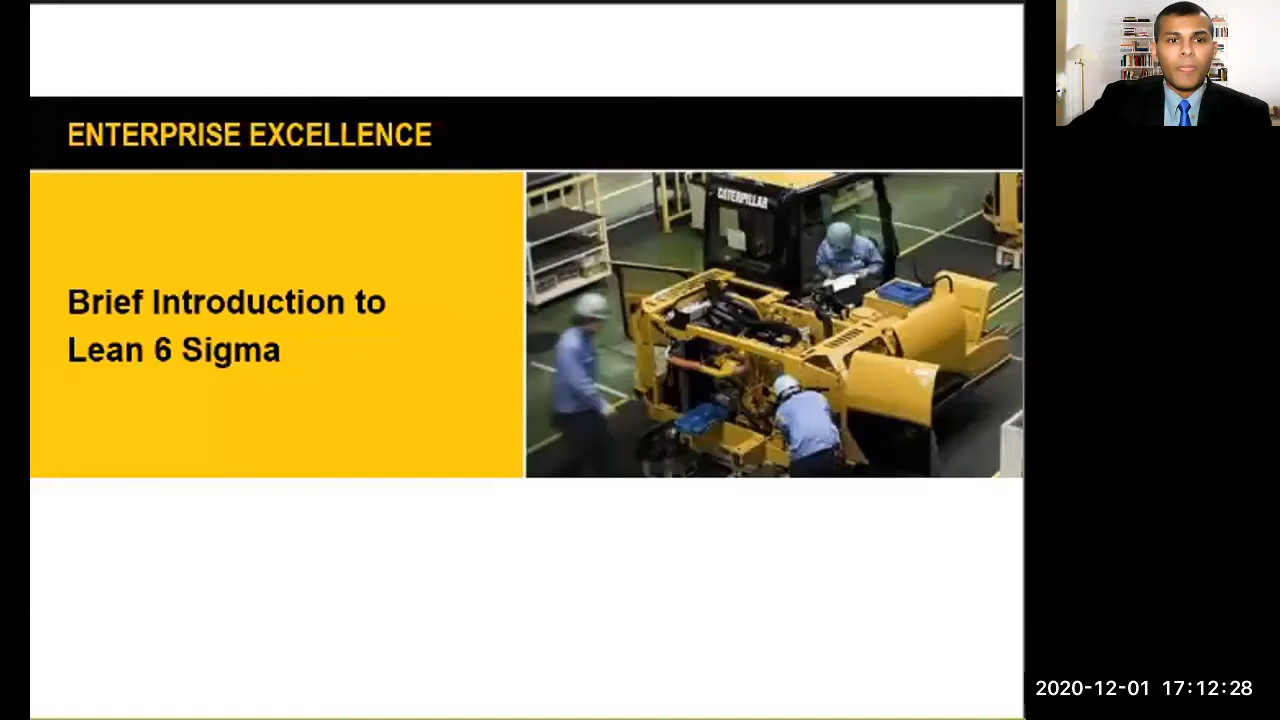 ENTERPRISE EXCELLENCE
Brief Introduction to
Lean 6 Sigma
CATERPILLAR
2020-12-01 17:12:28